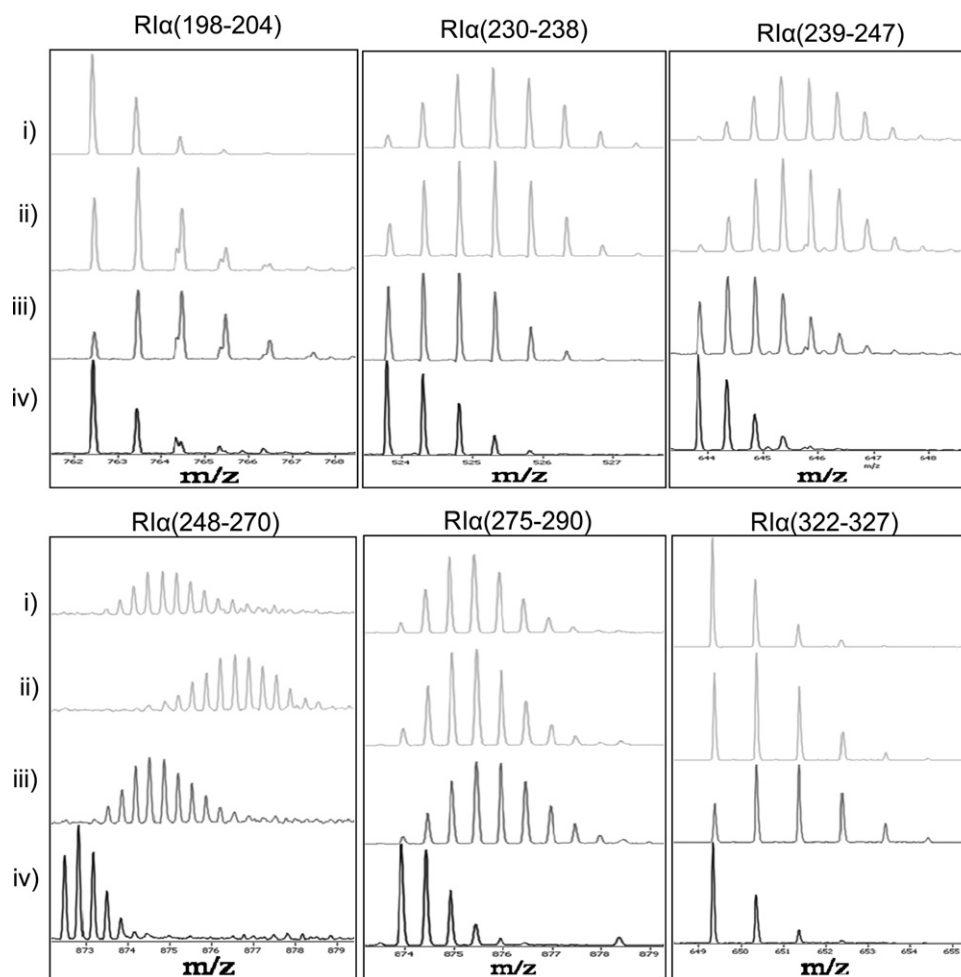 RIα(198-204) RIα(230-238) RIα(239-247)
i)
ii)
iii)
iv)
762 763 764 765 766 767 768
m/z
524 525 526 527
m/z
644 645 646 647 648
m/z
m/z
RIα(248-270) RIα(275-290) RIα(322-327)
i)
ii)
iii)
iv)
873 874 875 876 877 878 879
m/z
874 875 876 877 878 879
m/z
649 650 651 652 653 654 655
m/z